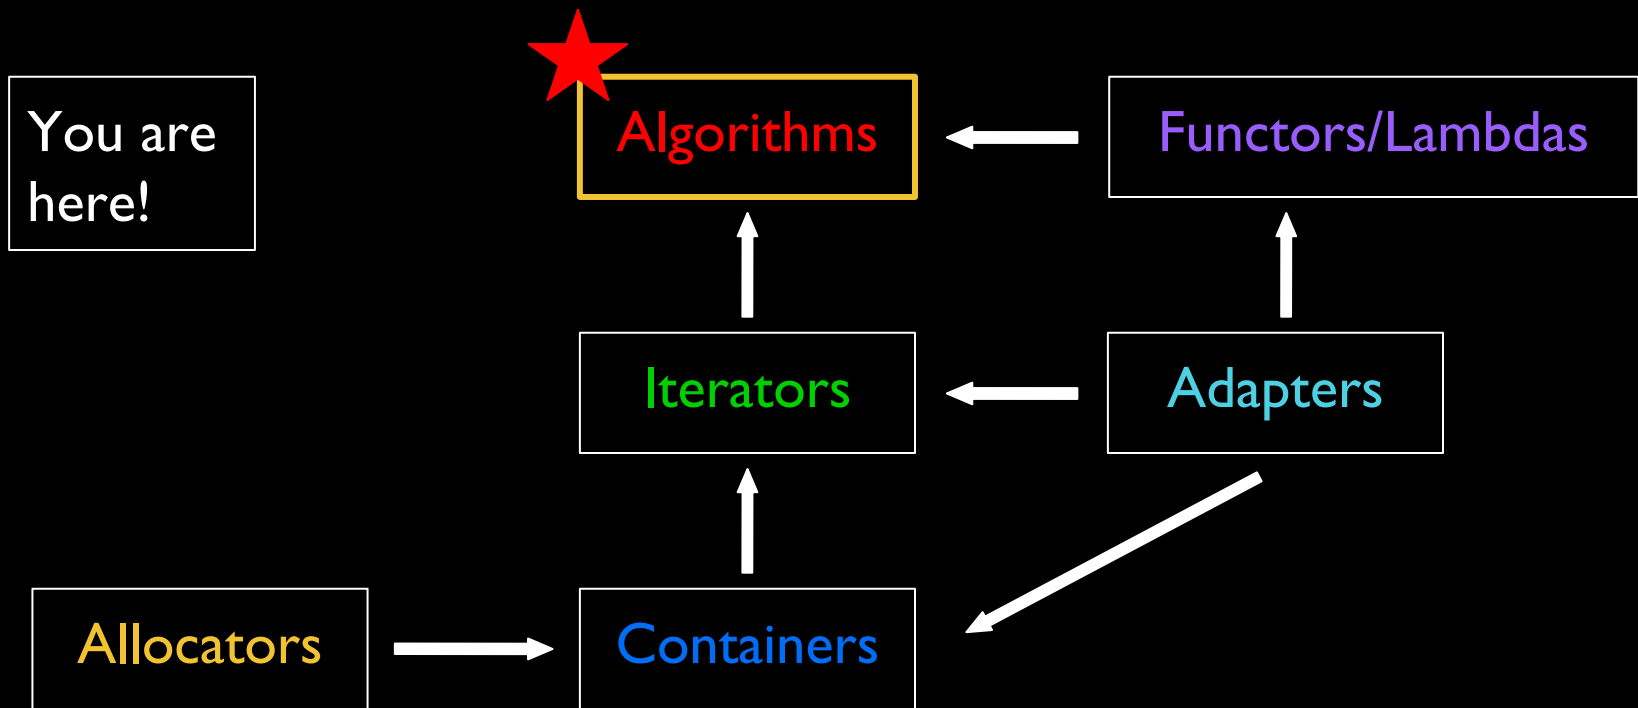 You are
here!
Algorithms
Functors/Lambdas
Iterators
Adapters
Allocators
Containers